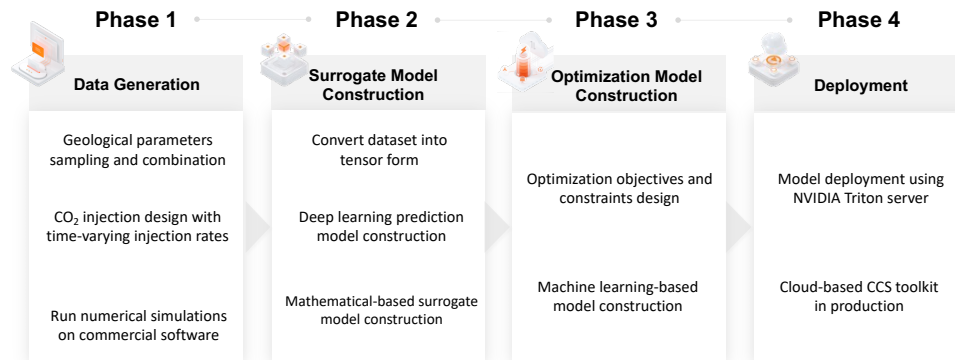 Phase 1
Phase 2
Phase 3
Phase 4
Data Generation
Geological parameters
sampling and combination
CO₂ injection design with
time-varying injection rates
Run numerical simulations
on commercial software
Surrogate Model
Construction
Convert dataset into
tensor form
Deep learning prediction
model construction
Mathematical-based surrogate
model construction
Optimization Model
Construction
Optimization objectives and
constraints design
Machine learning-based
model construction
Deployment
Model deployment using
NVIDIA Triton server
Cloud-based CCS toolkit
in production